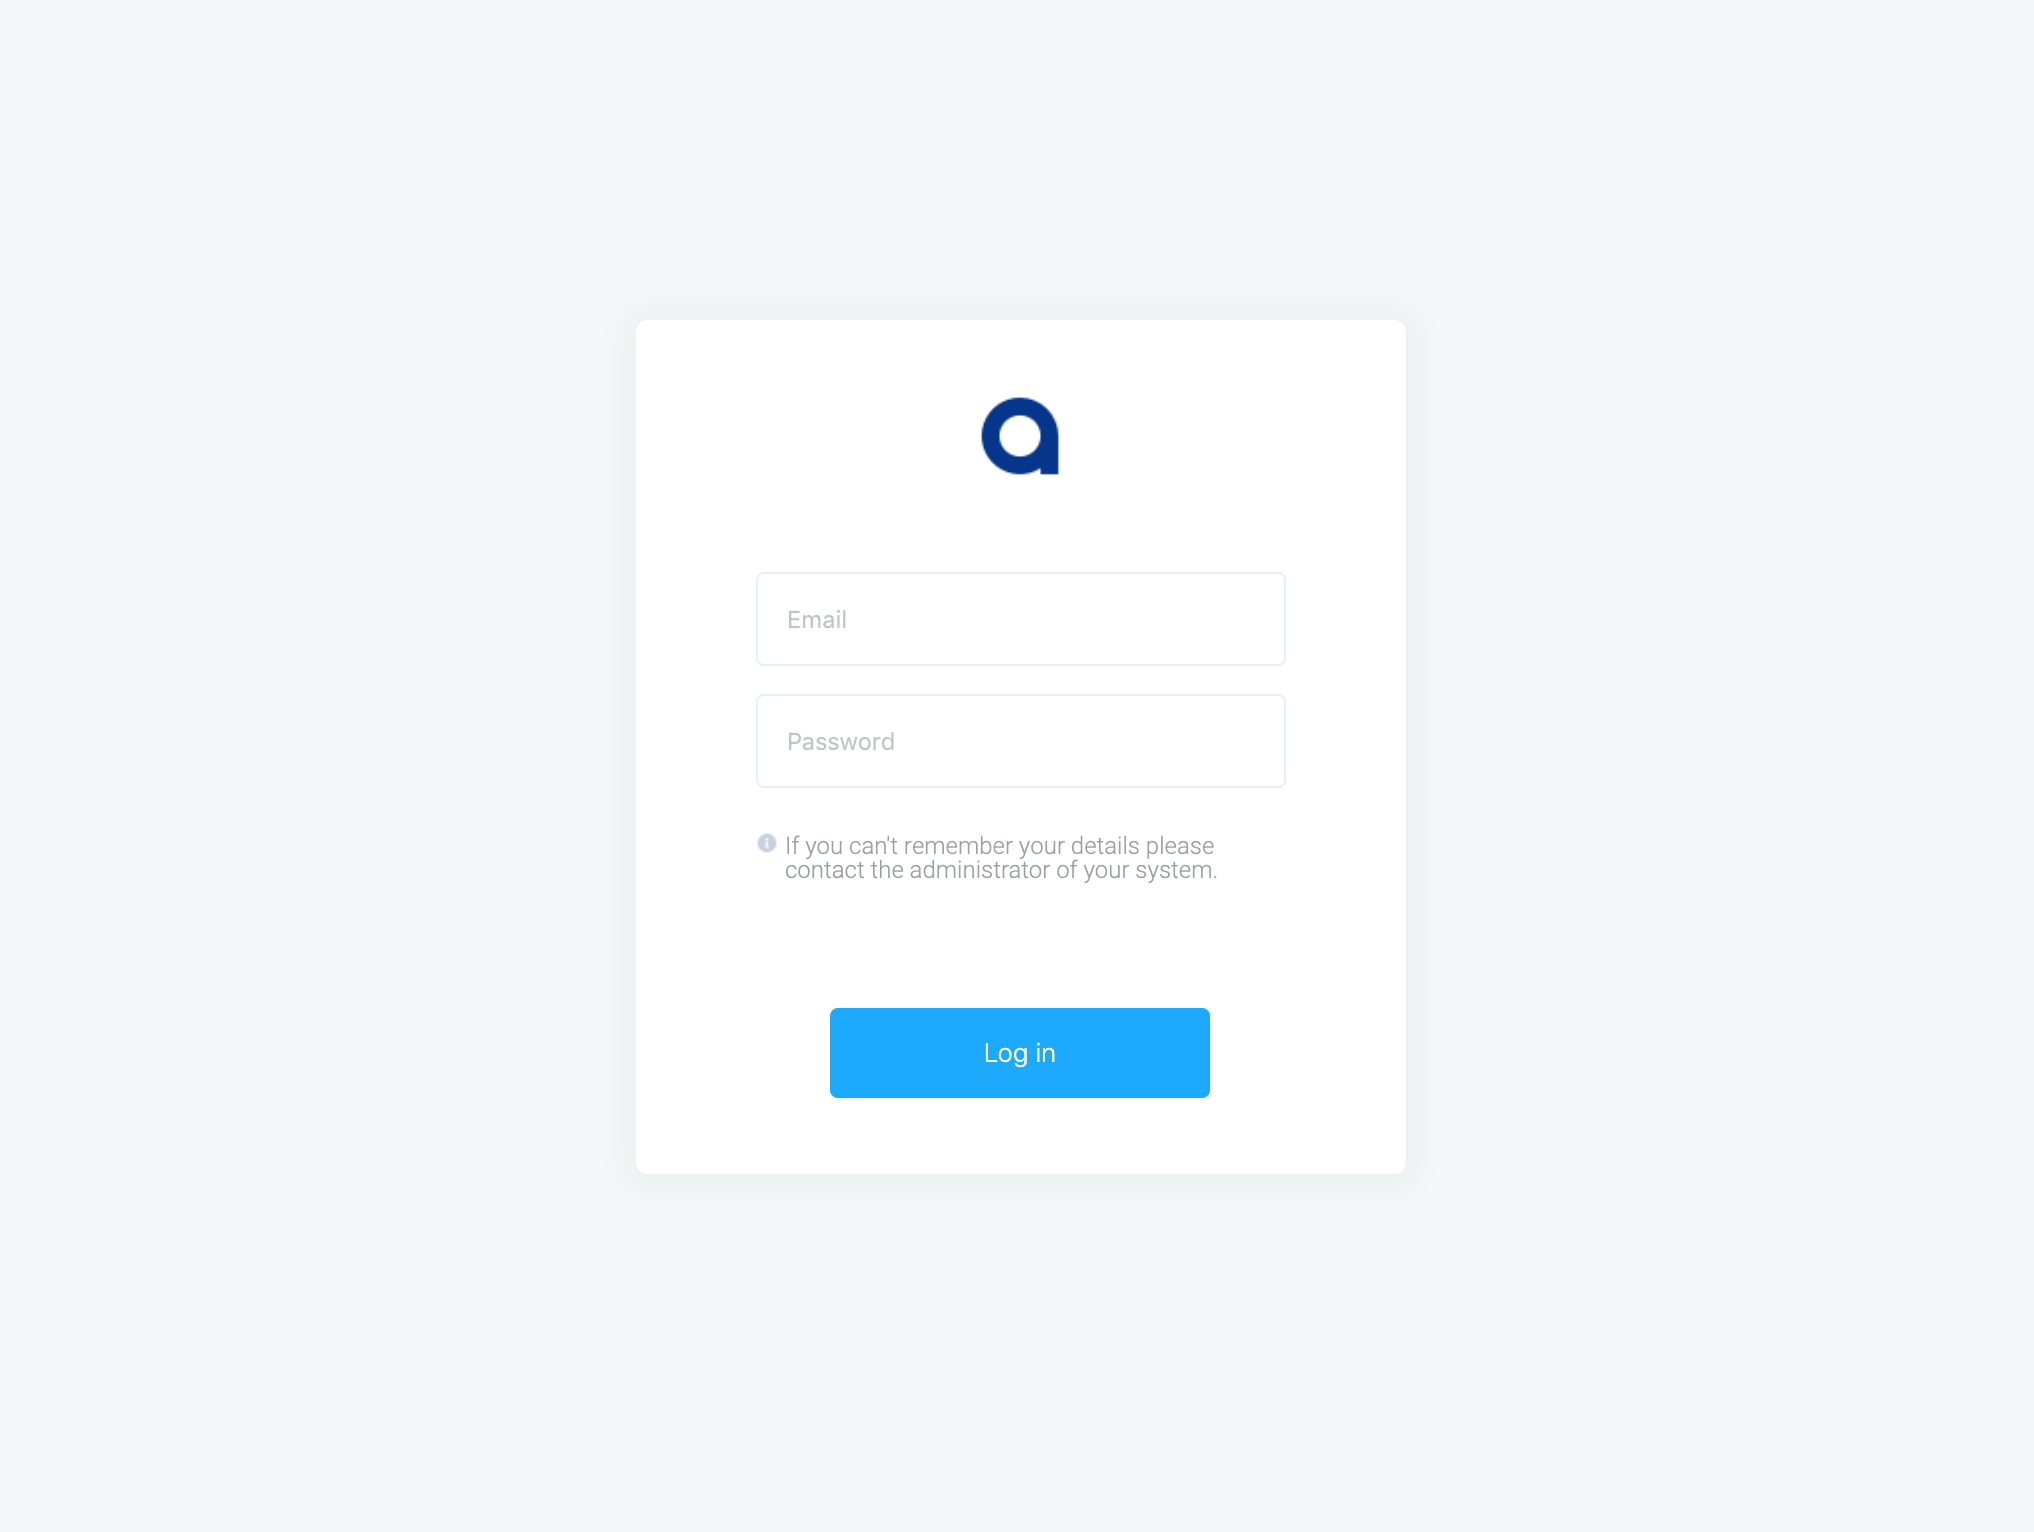 a
Email
Password
If you can't remember your details please
contact the administrator of your system.
Log in